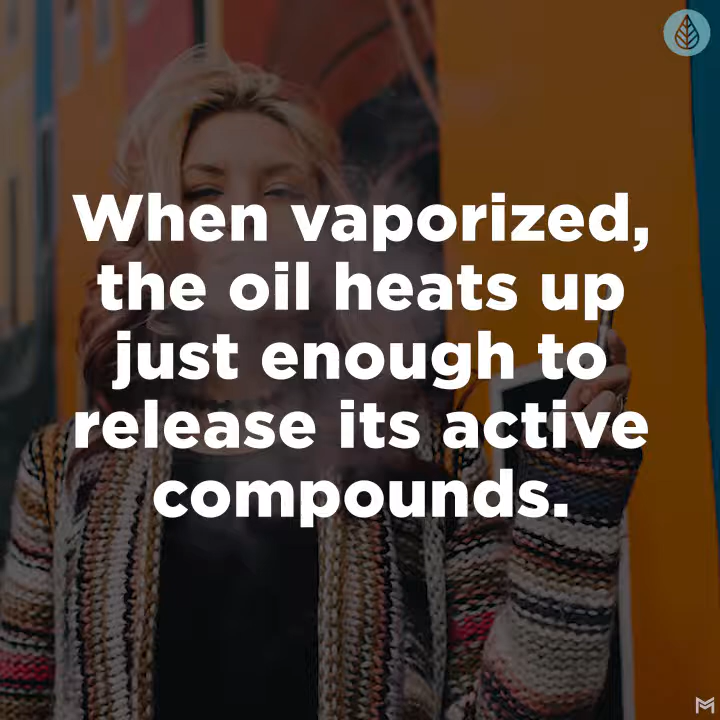 When vaporized,
the oil heats up
just enough to
release its active
compounds.
M